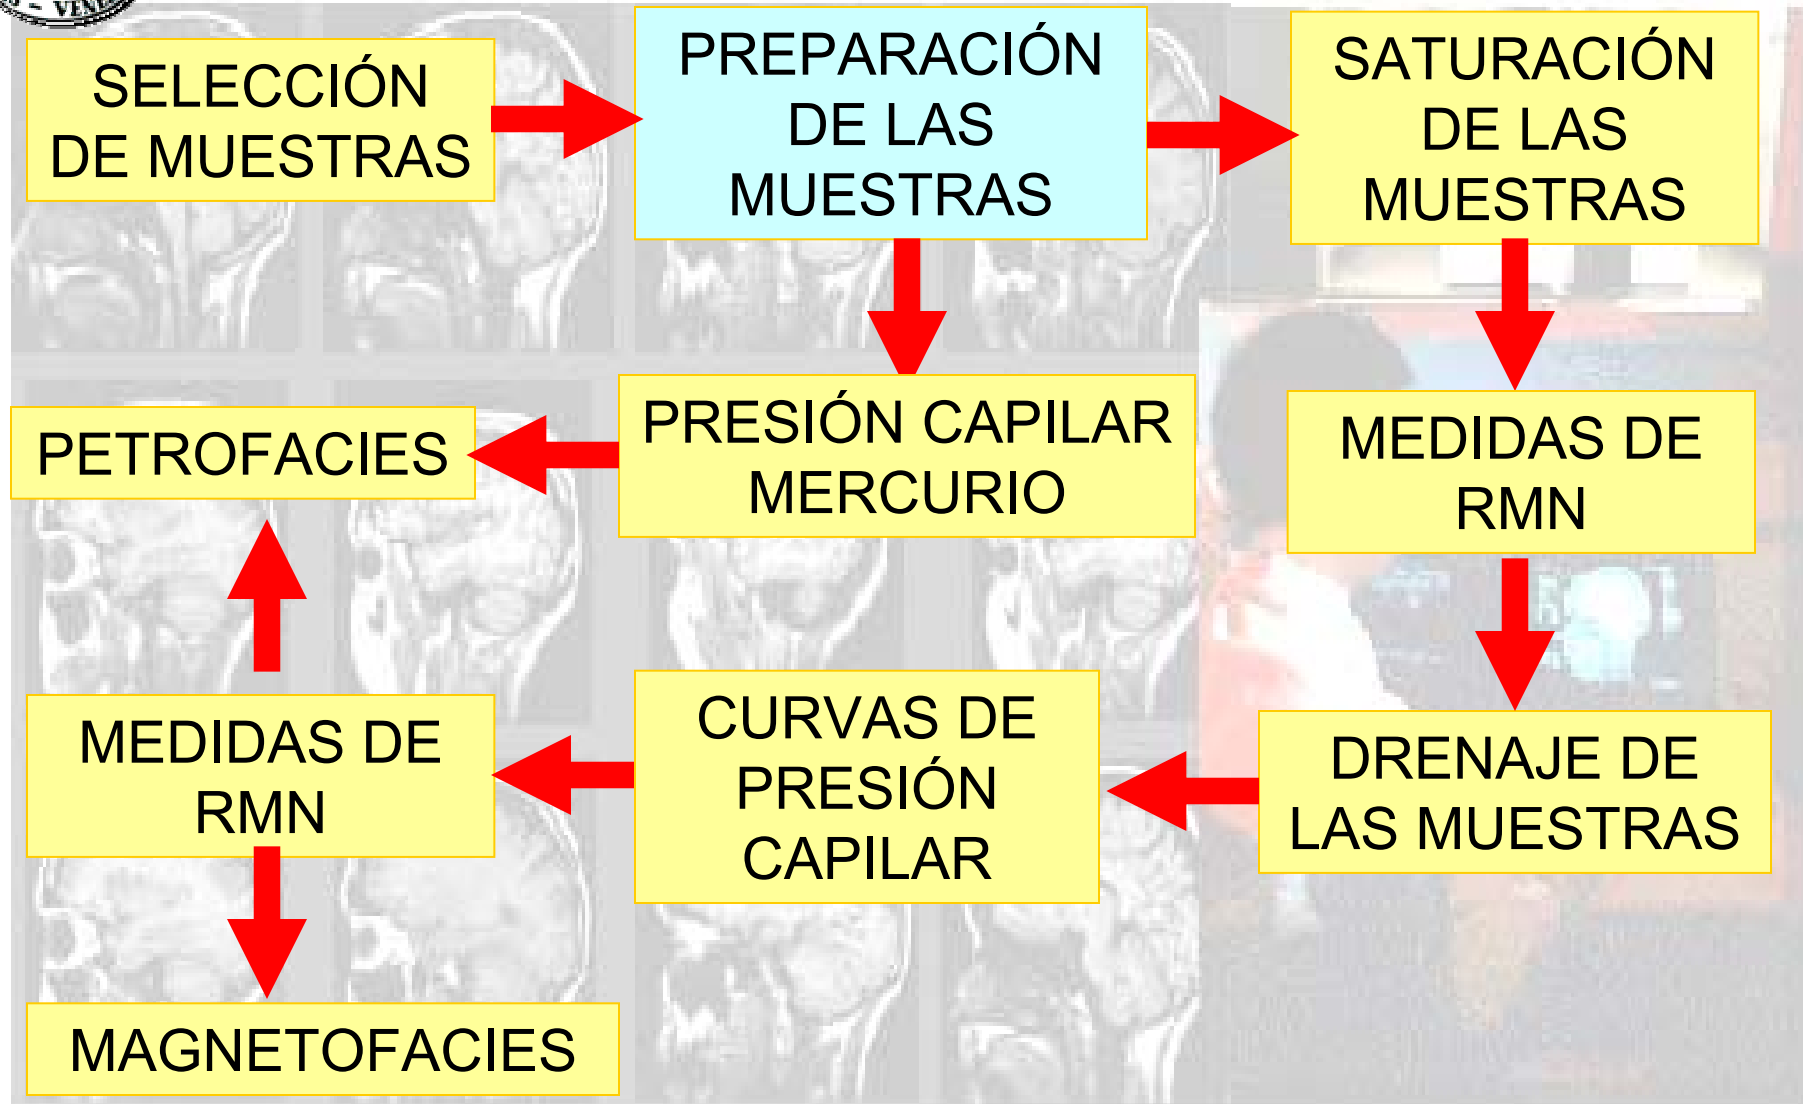 SELECCIÓN
DE MUESTRAS
PREPARACIÓN
DE LAS
MUESTRAS
SATURACIÓN
DE LAS
MUESTRAS
PETROFACIES
PRESIÓN CAPILAR
MERCURIO
MEDIDAS DE
RMN
MEDIDAS DE
RMN
CURVAS DE
PRESIÓN
CAPILAR
DRENAJE DE
LAS MUESTRAS
MAGNETOFACIES